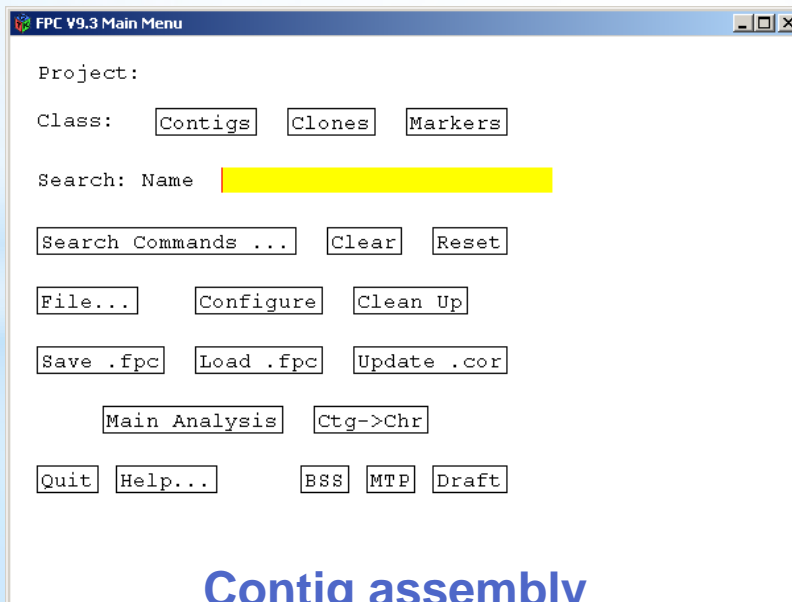 FPC V9.3 Main Menu
Project:
Class: Contigs Clones Markers
Search: Name
Search Commands ... Clear Reset
File... Configure Clean Up
Save .fpc Load .fpc Update .cor
Main Analysis Ctg->Chr
Quit Help... BSS MTP Draft
Contig assembly